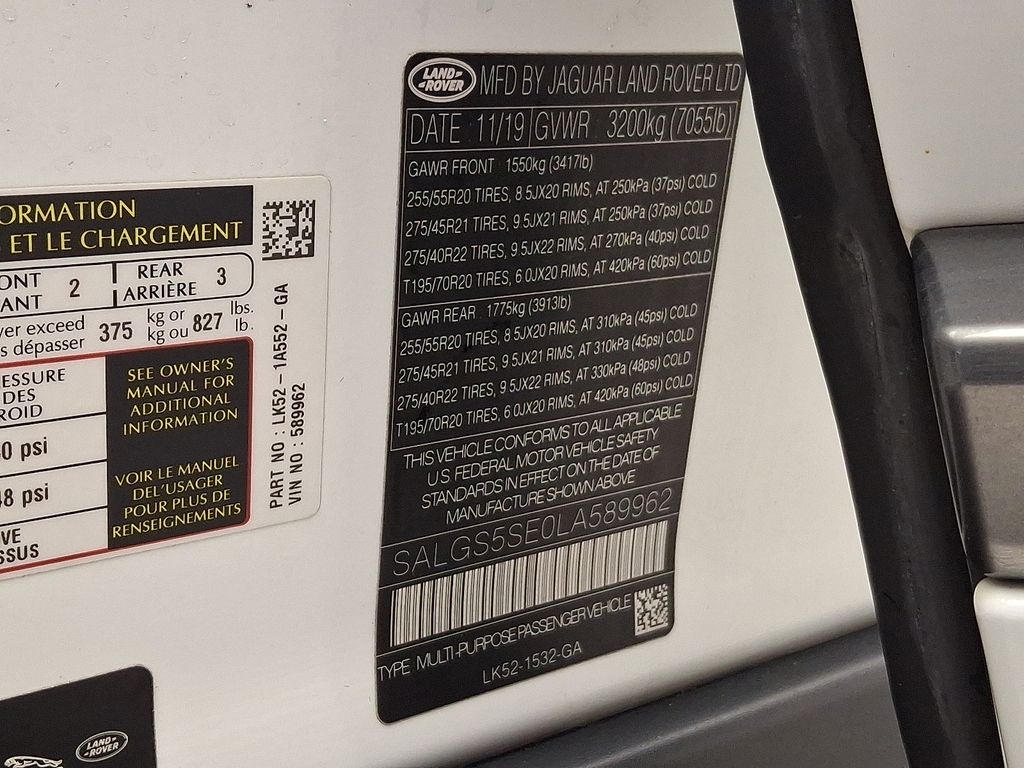 ORMATION
ET LE CHARGEMENT
ONT 2 REAR 3
ANT ARRIÈRE
ver exceed 375 kg or 827 lbs.
s dépasser kg ou lb.
ESSURE
DES
ROID
0 psi
48 psi
VE
SSUS
SEE OWNER'S
MANUAL FOR
ADDITIONAL
INFORMATION
VOIR LE MANUEL
DEL'USAGER
POUR PLUS DE
RENSEIGNEMENTS
PART NO : LK52-1A552-GA
VIN NO : 589962
LAND-
-ROVER
MFD BY JAGUAR LAND ROVER LTD
DATE 11/19 GVWR 3200kg (7055lb)
GAWR FRONT 1550kg (3417lb)
255/55R20 TIRES, 8 5JX20 RIMS, AT 250kPa (37psi) COLD
275/45R21 TIRES, 9.5JX21 RIMS, AT 250kPa (37psi) COLD
275/40R22 TIRES, 9.5JX22 RIMS, AT 270kPa (40psi) COLD
T195/70R20 TIRES, 6 0JX20 RIMS, AT 420kPa (60psi) COLD
GAWR REAR 1775kg (3913lb)
255/55R20 TIRES, 8 5JX20 RIMS, AT 310kPa (45psi) COLD
275/45R21 TIRES, 9 5JX21 RIMS, AT 310kPa (45psi) COLD
275/40R22 TIRES, 9 5JX22 RIMS, AT 330kPa (48psi) COLD
T195/70R20 TIRES, 6 0JX20 RIMS, AT 420kPa (60psi) COLD
THIS VEHICLE CONFORMS TO ALL APPLICABLE
U.S. FEDERAL MOTOR VEHICLE SAFETY
STANDARDS IN EFFECT ON THE DATE OF
MANUFACTURE SHOWN ABOVE
SALGS5SE0LA589962
TYPE MULTI-PURPOSE PASSENGER VEHICLE
LK52-1532-GA
LAND-
-ROVER